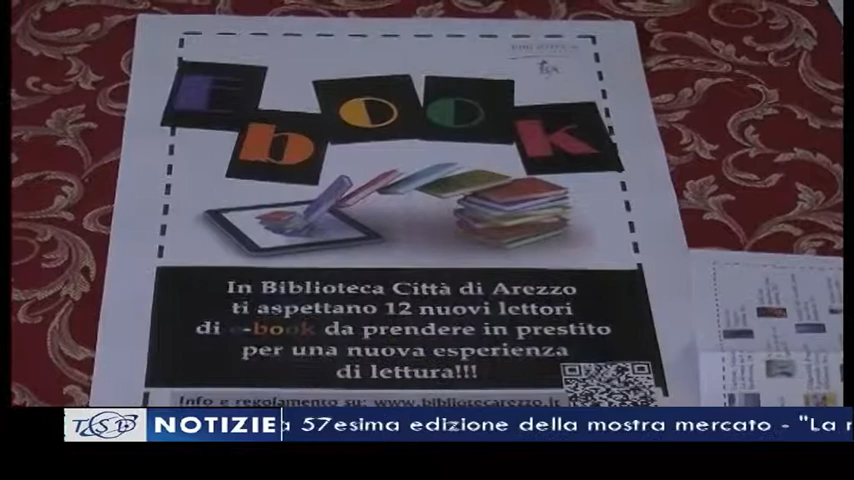 Ebook
In Biblioteca Città di Arezzo
ti aspettano 12 nuovi lettori
di e-book da prendere in prestito
per una nuova esperienza
di lettura!!!
Info e regolamento su: www.bibliotecarezzo.it
TSD NOTIZIE a 57esima edizione della mostra mercato - "La